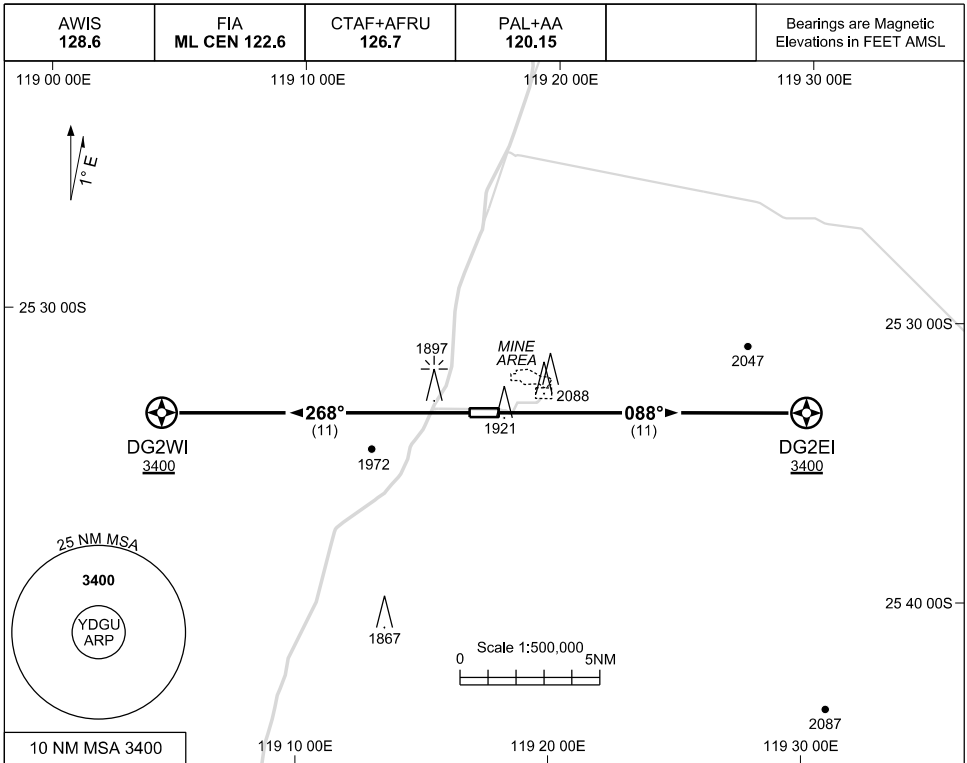 AWIS
128.6
FIA
ML CEN 122.6
CTAF+AFRU
126.7
PAL+AA
120.15
Bearings are Magnetic
Elevations in FEET AMSL
119 00 00E
119 10 00E
119 20 00E
119 30 00E
1° E
25 30 00S
25 30 00S
1897
MINE
AREA
2047
2088
268°
(11)
1921
088°
(11)
DG2WI
3400
DG2EI
3400
1972
25 NM MSA
3400
YDGU
ARP
25 40 00S
1867
Scale 1:500,000
0
5NM
2087
10 NM MSA 3400
119 10 00E
119 20 00E
119 30 00E